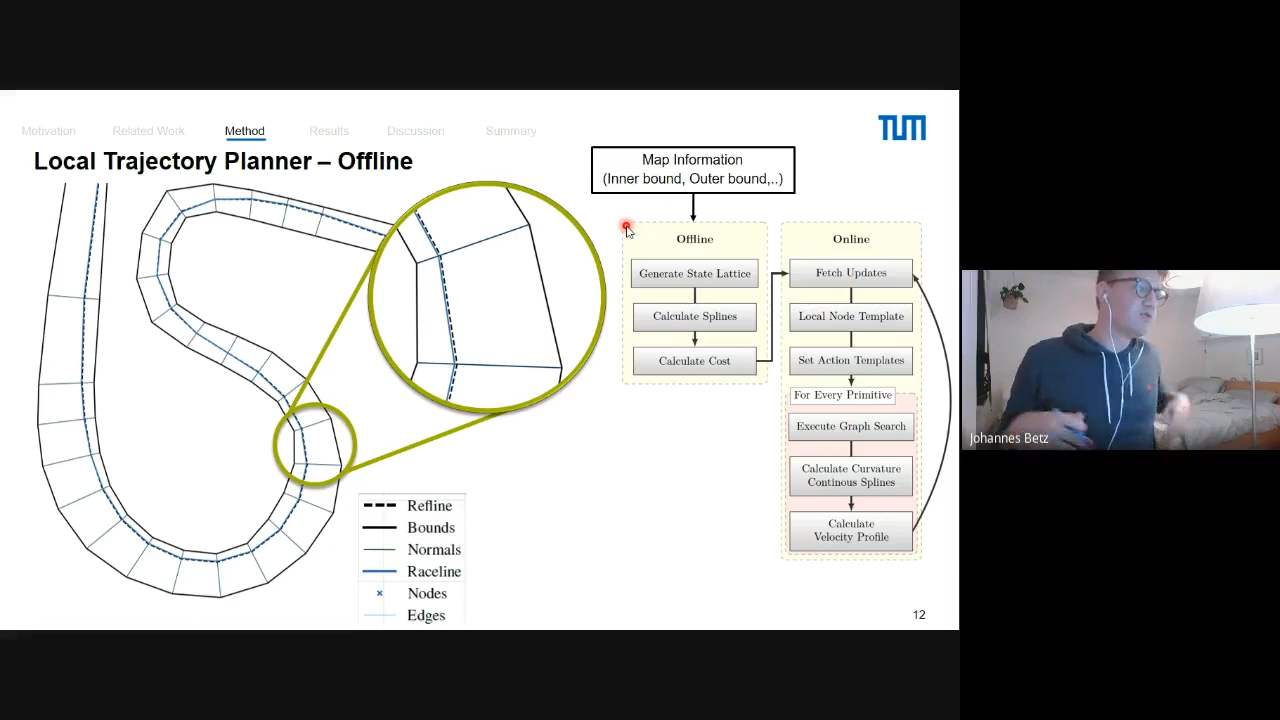 Motivation
Related Work
Method
Results
Discussion
Summary
TUM
Local Trajectory Planner – Offline
Map Information
(Inner bound, Outer bound,..)
Offline
Generate State Lattice
Calculate Splines
Calculate Cost
Online
Fetch Updates
Local Node Template
Set Action Templates
For Every Primitive
Execute Graph Search
Calculate Curvature
Continous Splines
Calculate
Velocity Profile
Refline
Bounds
Normals
Raceline
Nodes
Edges
12
Johannes Betz